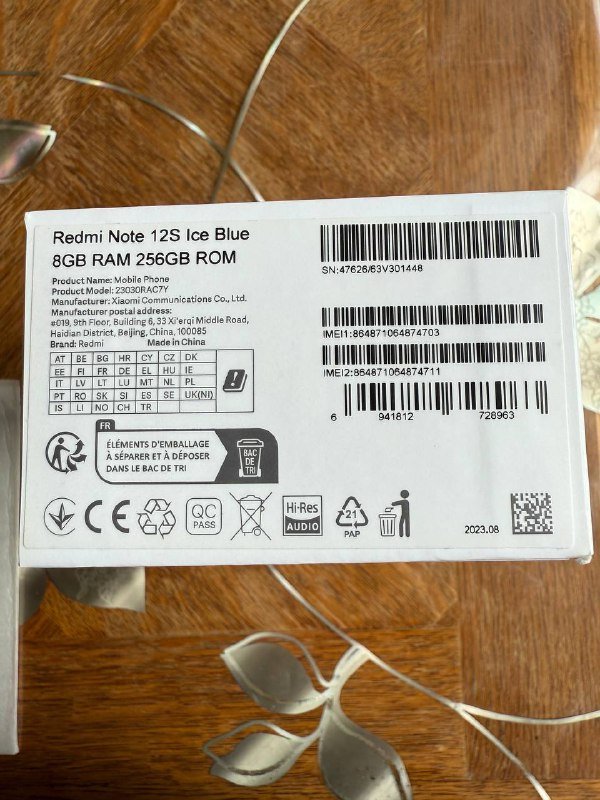 Redmi Note 12S Ice Blue
8GB RAM 256GB ROM
Product Name: Mobile Phone
Product Model: 23030RAC7Y
Manufacturer: Xiaomi Communications Co., Ltd.
Manufacturer postal address:
#019, 9th Floor, Building 6, 33 Xi'erqi Middle Road,
Haidian District, Beijing, China, 100085
Brand: Redmi Made in China
AT BE BG HR CY CZ DK
EE FI FR DE EL HU IE
IT LV LT LU MT NL PL
PT RO SK SI ES SE UK(NI)
IS LI NO CH TR
SN:47626/63V301448
IMEI1:864871064874703
IMEI2:864871064874711
6 941812 728963
FR
ÉLÉMENTS D'EMBALLAGE
À SÉPARER ET À DÉPOSER
DANS LE BAC DE TRI
BAC
DE
TRI
CE
QC
PASS
Hi-Res
AUDIO
21
PAP
2023.08